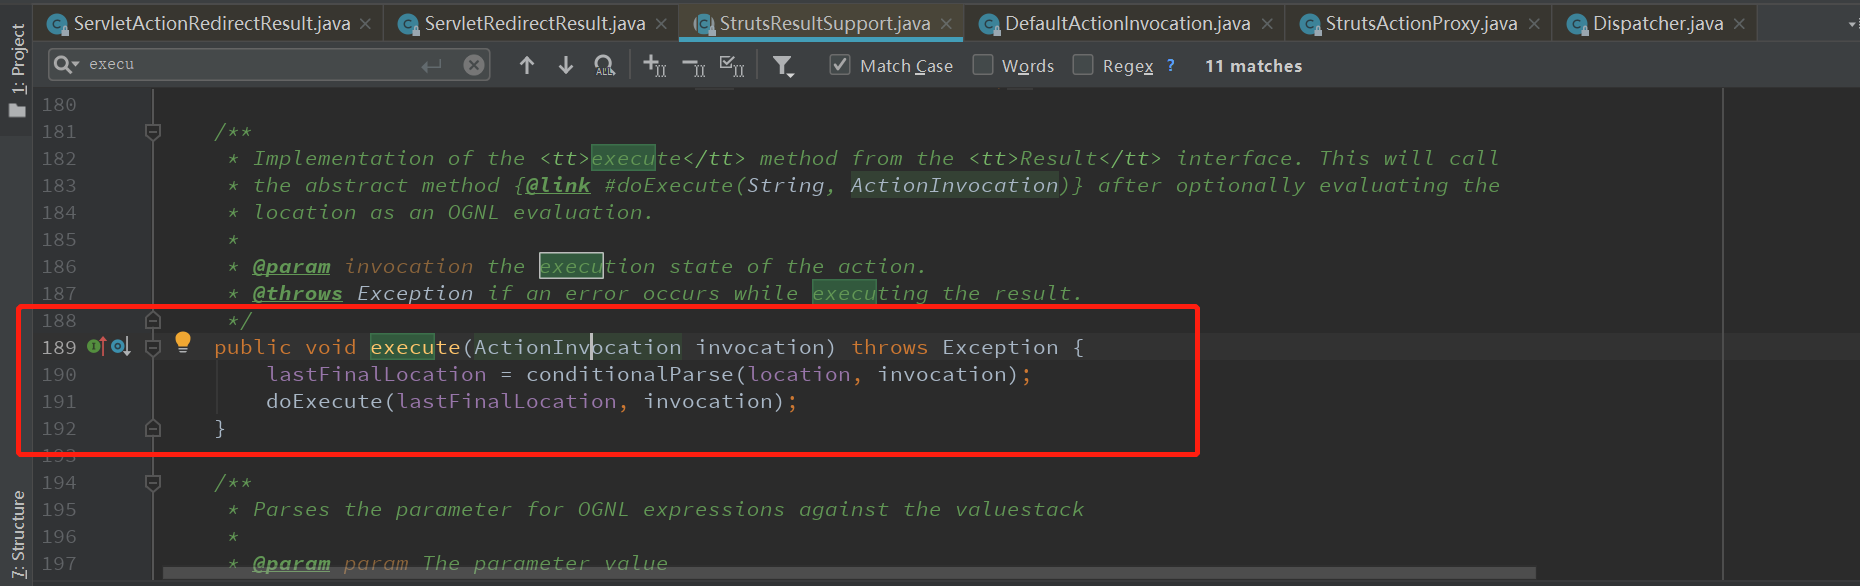 ServletActionRedirectResult.java ServletRedirectResult.java StrutsResultSupport.java DefaultActionInvocation.java StrutsActionProxy.java Dispatcher.java
1: Project
execu Match Case Words Regex ? 11 matches
180
181 /**
182 * Implementation of the <tt>execute</tt> method from the <tt>Result</tt> interface. This will call
183 * the abstract method {@link #doExecute(String, ActionInvocation)} after optionally evaluating the
184 * location as an OGNL evaluation.
185 *
186 * @param invocation the execution state of the action.
187 * @throws Exception if an error occurs while executing the result.
188 */
189 public void execute(ActionInvocation invocation) throws Exception {
190 lastFinalLocation = conditionalParse(location, invocation);
191 doExecute(lastFinalLocation, invocation);
192 }
193
194 /**
195 * Parses the parameter for OGNL expressions against the valuestack
196 *
197 * @param param The parameter value
7: Structure